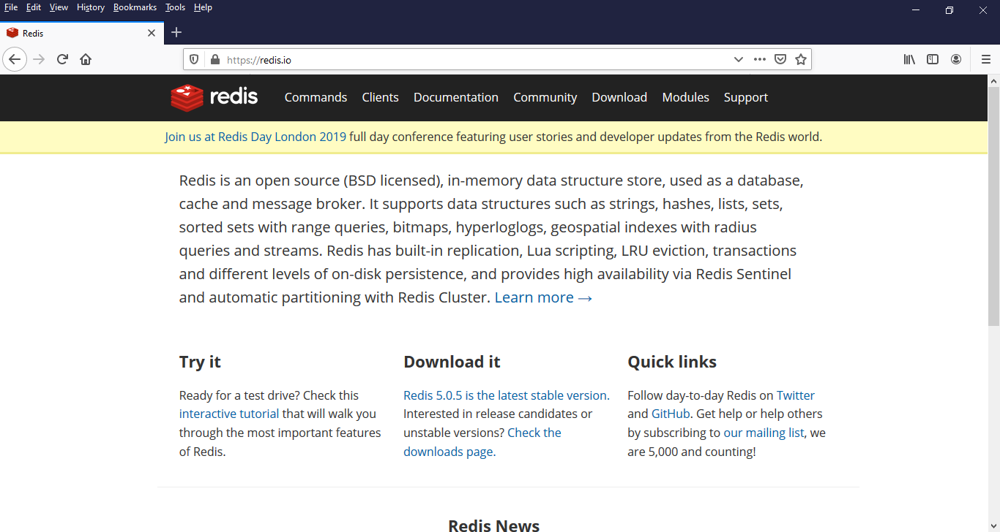 File Edit View History Bookmarks Tools Help
Redis
https://redis.io
redis Commands Clients Documentation Community Download Modules Support
Join us at Redis Day London 2019 full day conference featuring user stories and developer updates from the Redis world.
Redis is an open source (BSD licensed), in-memory data structure store, used as a database,
cache and message broker. It supports data structures such as strings, hashes, lists, sets,
sorted sets with range queries, bitmaps, hyperloglogs, geospatial indexes with radius
queries and streams. Redis has built-in replication, Lua scripting, LRU eviction, transactions
and different levels of on-disk persistence, and provides high availability via Redis Sentinel
and automatic partitioning with Redis Cluster. Learn more →
Try it
Ready for a test drive? Check this
interactive tutorial that will walk you
through the most important features
of Redis.
Download it
Redis 5.0.5 is the latest stable version.
Interested in release candidates or
unstable versions? Check the
downloads page.
Quick links
Follow day-to-day Redis on Twitter
and GitHub. Get help or help others
by subscribing to our mailing list, we
are 5,000 and counting!
Redis News